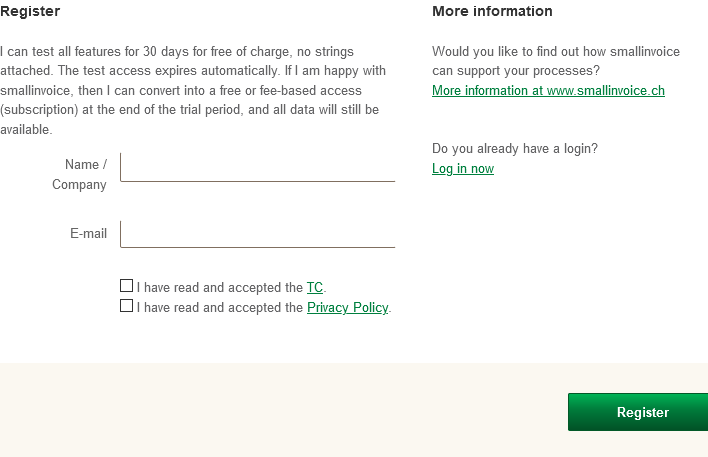 Register
I can test all features for 30 days for free of charge, no strings
attached. The test access expires automatically. If I am happy with
smallinvoice, then I can convert into a free or fee-based access
(subscription) at the end of the trial period, and all data will still be
available.
Name /
Company
E-mail
I have read and accepted the TC.
I have read and accepted the Privacy Policy.
More information
Would you like to find out how smallinvoice
can support your processes?
More information at www.smallinvoice.ch
Do you already have a login?
Log in now
Register